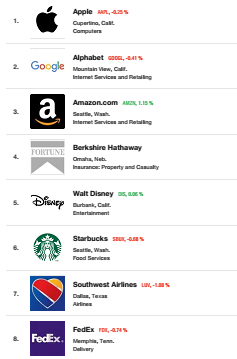 1.
Apple AAPL, -0.25 %
Cupertino, Calif.
Computers
2.
Google
Alphabet GOOGL, -0.41 %
Mountain View, Calif.
Internet Services and Retailing
3.
a
Amazon.com AMZN, 1.15 %
Seattle, Wash.
Internet Services and Retailing
4.
FORTUNE
Berkshire Hathaway
Omaha, Neb.
Insurance: Property and Casualty
5.
Disney
Walt Disney DIS, 0.06 %
Burbank, Calif.
Entertainment
6.
Starbucks SBUX, -0.68 %
Seattle, Wash.
Food Services
7.
Southwest Airlines LUV, -1.08 %
Dallas, Texas
Airlines
8.
FedEx
FedEx FDX, -0.74 %
Memphis, Tenn.
Delivery